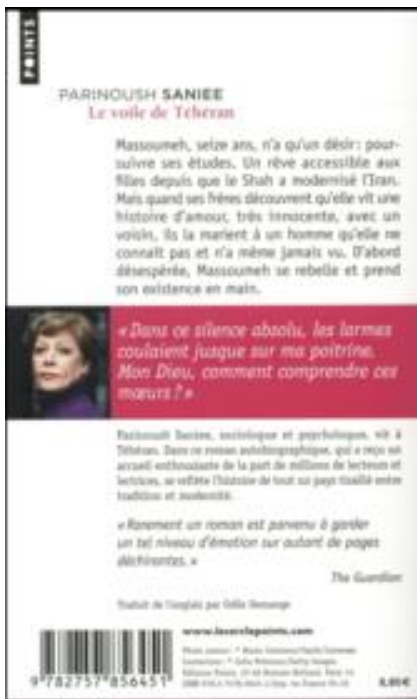 POINTS
PARINOUSH SANIEE
Le voile de Téhéran
Massoumeh, seize ans, n'a qu'un désir : pour-
suivre ses études. Un rêve accessible aux
filles depuis que le Shah a modernisé l'Iran.
Mais quand ses frères découvrent qu'elle vit une
histoire d'amour, très innocente, avec un
voisin, ils la marient à un homme qu'elle ne
connaît pas et n'a même jamais vu. D'abord
désespérée, Massoumeh se rebelle et prend
son existence en main.
« Dans ce silence absolu, les larmes
coulaient jusque sur ma poitrine.
Mon Dieu, comment comprendre ces
mœurs ? »
Parinoush Saniee, sociologue et psychologue, vit à
Téhéran. Dans ce roman autobiographique, qui a reçu un
accueil enthousiaste de la part de millions de lecteurs et
lectrices, se reflète l'histoire de tout un pays tiraillé entre
tradition et modernité.
« Rarement un roman est parvenu à garder
un tel niveau d'émotion sur autant de pages
déchirantes. »
The Guardian
Traduit de l'anglais par Odile Demange
www.lecerclepoints.com
9 782757 856451
8,80€